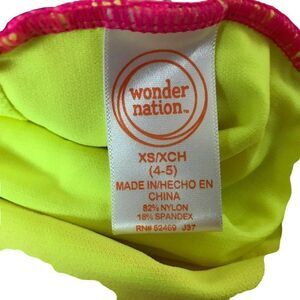 wonder
nation™
XS/XCH
(4-5)
MADE IN/HECHO EN
CHINA
82% NYLON
18% SPANDEX
RN# 52469 J37